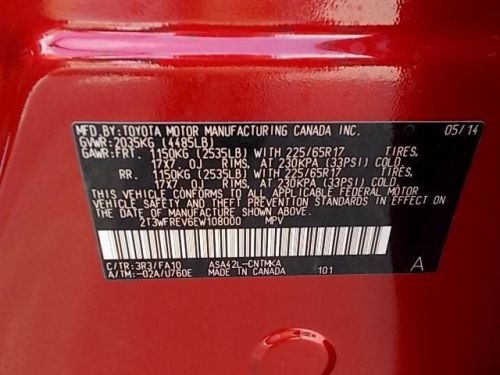 MFD.BY:TOYOTA MOTOR MANUFACTURING CANADA INC. 05/14
GVWR:2035KG (4485LB)
GAWR:FRT. 1150KG (2535LB) WITH 225/65R17 TIRES,
17X7.0J RIMS, AT 230KPA (33PSI) COLD.
RR. 1150KG (2535LB) WITH 225/65R17 TIRES,
17X7.0J RIMS, AT 230KPA (33PSI) COLD.
THIS VEHICLE CONFORMS TO ALL APPLICABLE FEDERAL MOTOR
VEHICLE SAFETY AND THEFT PREVENTION STANDARDS IN EFFECT
ON THE DATE OF MANUFACTURE SHOWN ABOVE.
2T3WFREV6EW108000 MPV
C/TR:3R3/FA10 ASA42L-CNTMKA
A/TM:-02A/U760E MADE IN CANADA 101 A